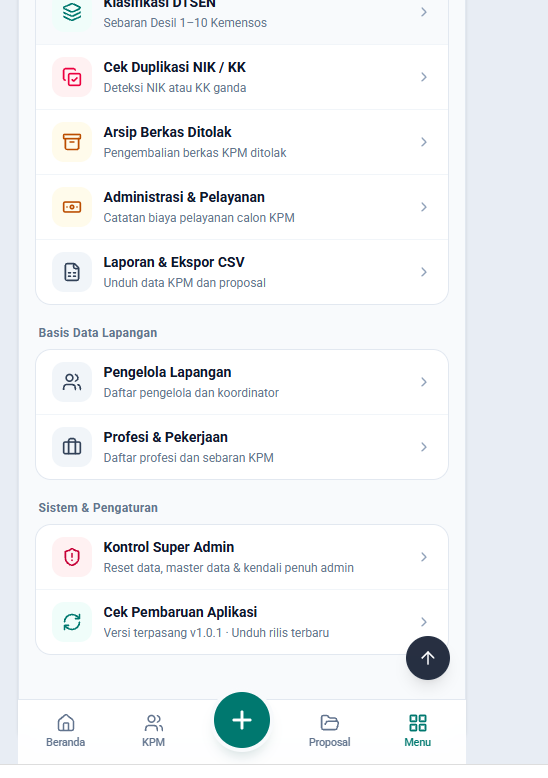 Klasifikasi DTSEN
Sebaran Desil 1–10 Kemensos
Cek Duplikasi NIK / KK
Deteksi NIK atau KK ganda
Arsip Berkas Ditolak
Pengembalian berkas KPM ditolak
Administrasi & Pelayanan
Catatan biaya pelayanan calon KPM
Laporan & Ekspor CSV
Unduh data KPM dan proposal
Basis Data Lapangan
Pengelola Lapangan
Daftar pengelola dan koordinator
Profesi & Pekerjaan
Daftar profesi dan sebaran KPM
Sistem & Pengaturan
Kontrol Super Admin
Reset data, master data & kendali penuh admin
Cek Pembaruan Aplikasi
Versi terpasang v1.0.1 · Unduh rilis terbaru
Beranda
KPM
Proposal
Menu